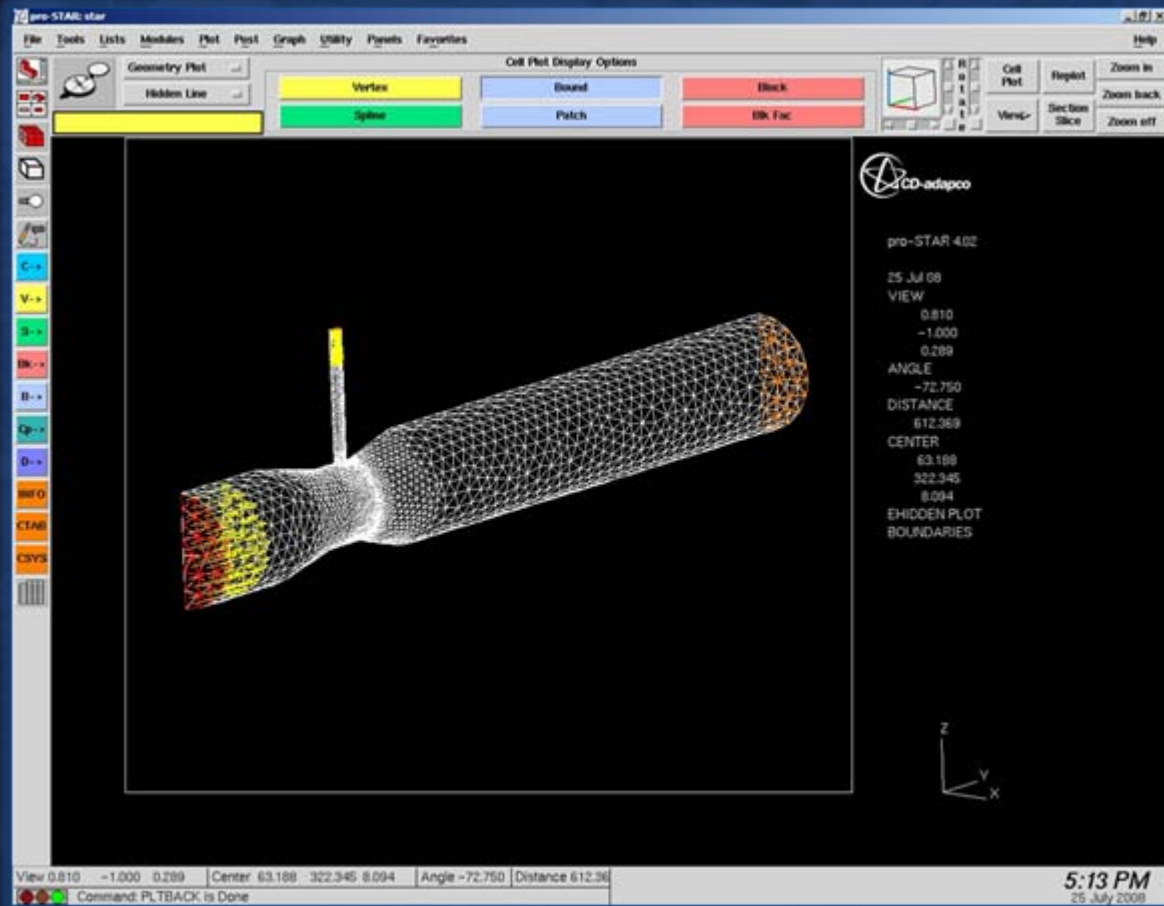 pro-STAR: star
File Tools Lists Modules Plot Post Graph Utility Panels Favorites Help
Geometry Plot
Hidden Line
Cell Plot Display Options
Vertex Bound Block
Spline Patch Blk Fac
Rotate
Cell Plot
Replot
Zoom in
Zoom back
View->
Section Slice
Zoom off
C->
V->
S->
Bk->
B->
Cp->
D->
INFO
CTAB
CSYS
CD-adapco
pro-STAR 4.02
25 Jul 08
VIEW
0.810
-1.000
0.289
ANGLE
-72.750
DISTANCE
612.369
CENTER
63.188
322.345
8.094
EHIDDEN PLOT
BOUNDARIES
Z
Y
X
View 0.810 -1.000 0.289 Center 63.188 322.345 8.094 Angle -72.750 Distance 612.36
Command: PLTBACK is Done
5:13 PM
25 July 2008